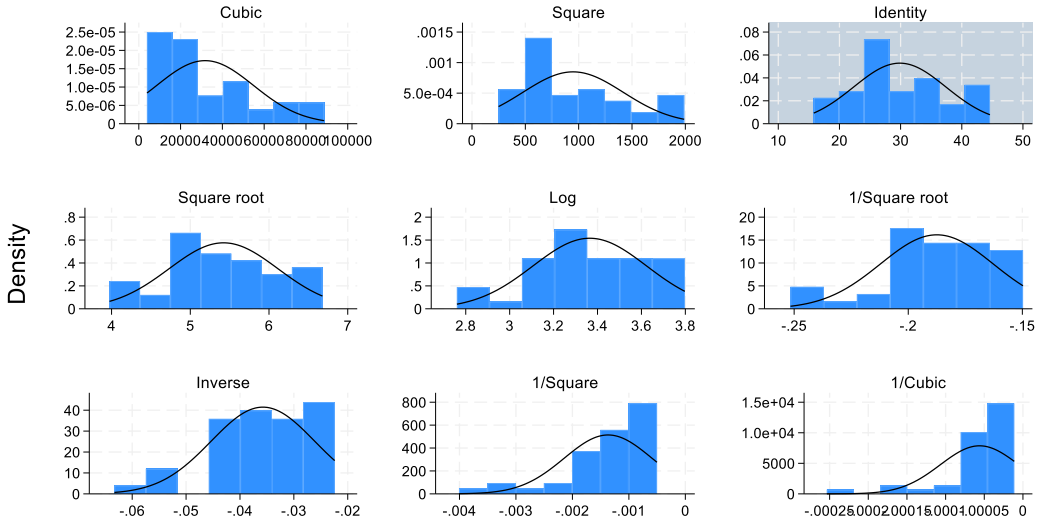 Cubic
2.5e-05
2.0e-05
1.5e-05
1.0e-05
5.0e-06
0
0 20000 40000 60000 80000 100000
Square
.0015
.001
5.0e-04
0
0 500 1000 1500 2000
Identity
.08
.06
.04
.02
0
10 20 30 40 50
Density
Square root
.8
.6
.4
.2
0
4 5 6 7
Log
2
1.5
1
.5
0
2.8 3 3.2 3.4 3.6 3.8
1/Square root
20
15
10
5
0
-.25 -.2 -.15
Inverse
40
30
20
10
0
-.06 -.05 -.04 -.03 -.02
1/Square
800
600
400
200
0
-.004 -.003 -.002 -.001 0
1/Cubic
1.5e+04
1.0e+04
5000
0
-.00025 -.0002 -.00015 -.0001 -.00005 0